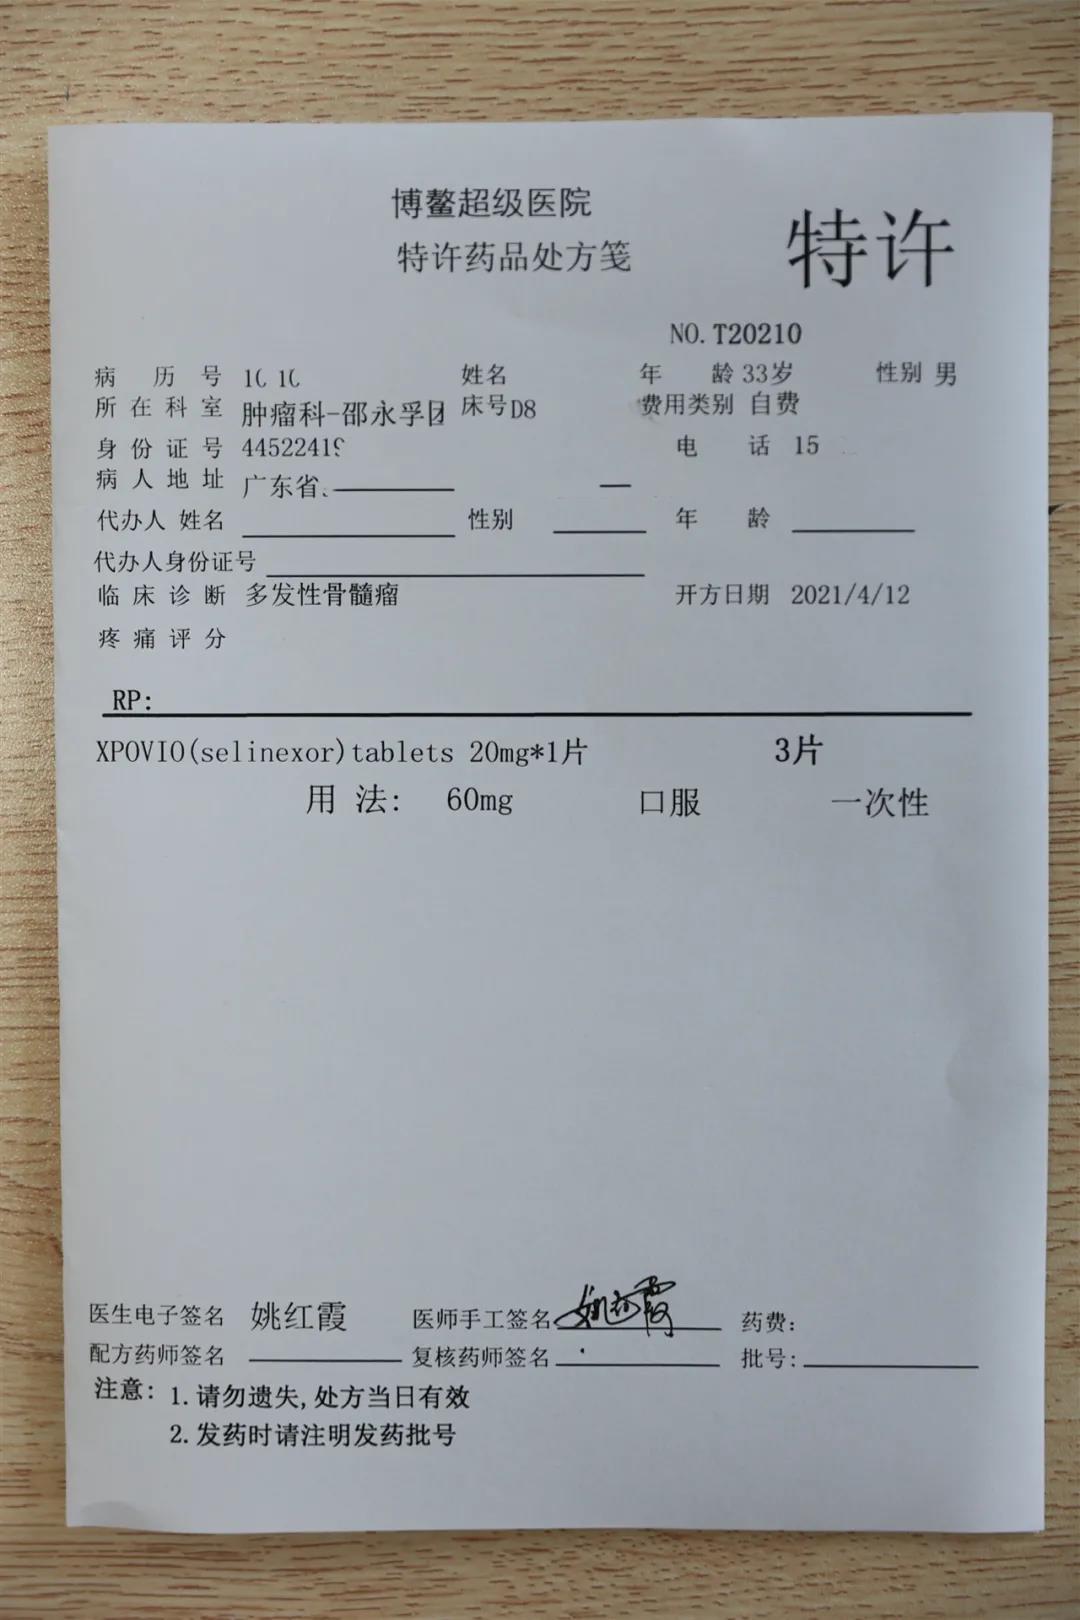 博鳌超级医院
特许药品处方笺
特许
NO. T20210
病历号 10 10 姓名 年龄 33岁 性别 男
所在科室 肿瘤科-邵永孚团 床号 D8 费用类别 自费
身份证号 44522419 电话 15
病人地址 广东省
代办人 姓名 性别 年龄
代办人身份证号
临床诊断 多发性骨髓瘤 开方日期 2021/4/12
疼痛评分
RP:
XPOVIO(selinexor)tablets 20mg*1片 3片
用 法: 60mg 口服 一次性
医生电子签名 姚红霞 医师手工签名 姚红霞 药费:
配方药师签名 复核药师签名 批号:
注意: 1.请勿遗失,处方当日有效
2.发药时请注明发药批号